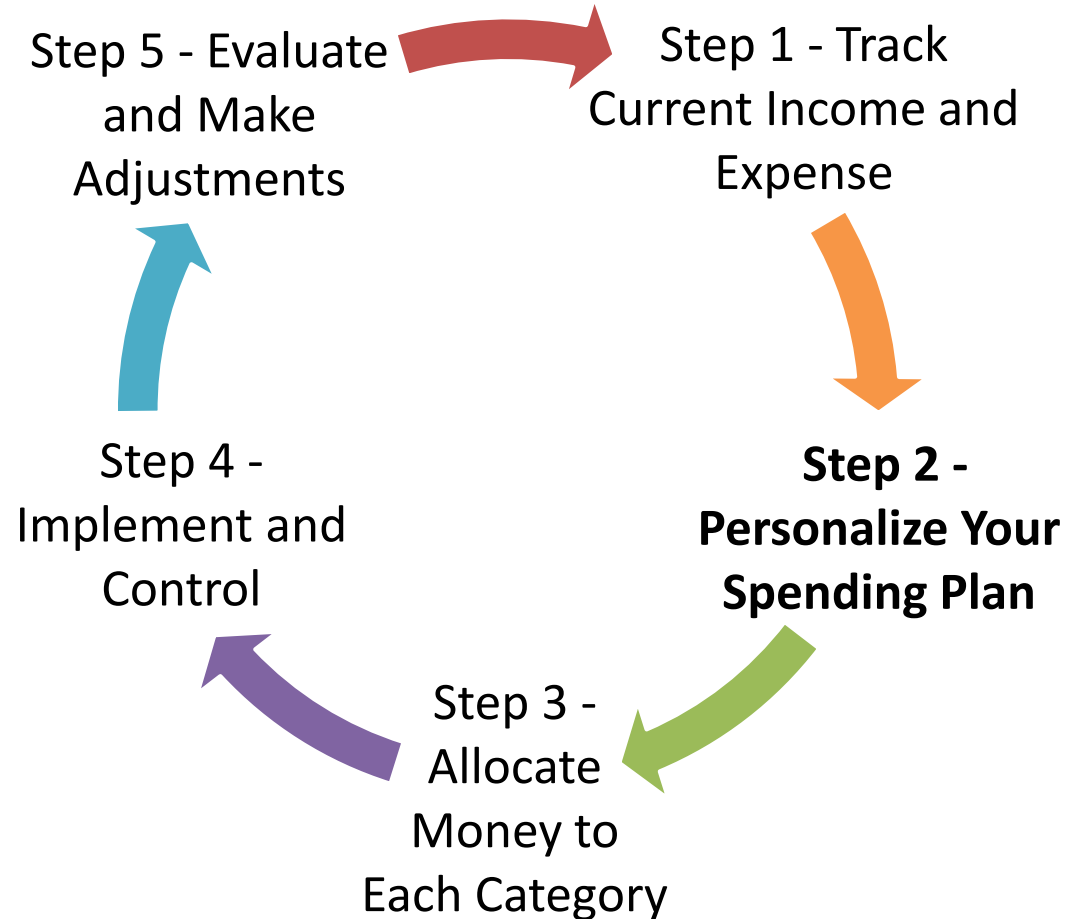 Step 1 - Track
Current Income and
Expense
Step 2 -
Personalize Your
Spending Plan
Step 3 -
Allocate
Money to
Each Category
Step 4 -
Implement and
Control
Step 5 - Evaluate
and Make
Adjustments